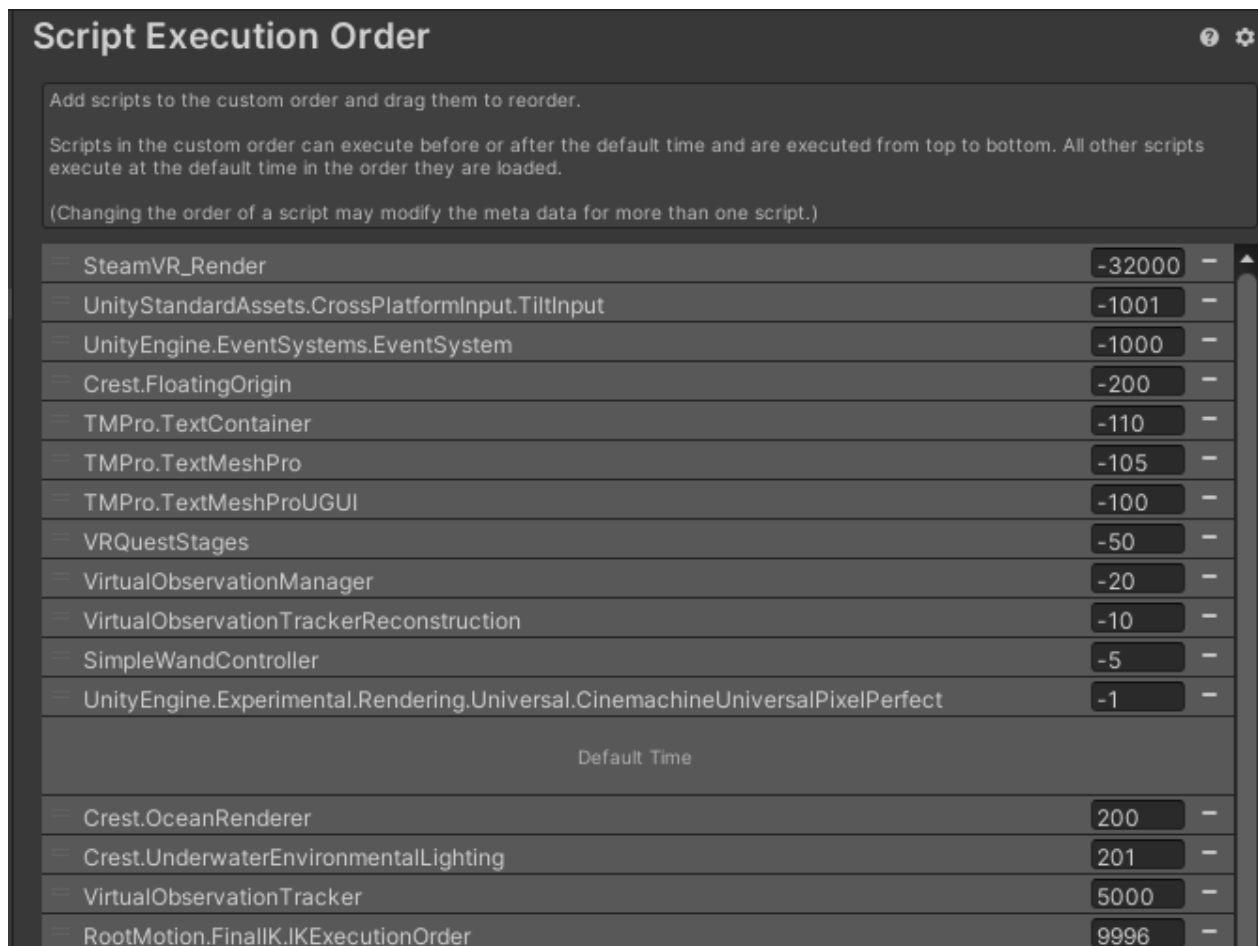 Script Execution Order
Add scripts to the custom order and drag them to reorder.
Scripts in the custom order can execute before or after the default time and are executed from top to bottom. All other scripts
execute at the default time in the order they are loaded.
(Changing the order of a script may modify the meta data for more than one script.)
SteamVR_Render -32000
UnityStandardAssets.CrossPlatformInput.TiltInput -1001
UnityEngine.EventSystems.EventSystem -1000
Crest.FloatingOrigin -200
TMPro.TextContainer -110
TMPro.TextMeshPro -105
TMPro.TextMeshProUGUI -100
VRQuestStages -50
VirtualObservationManager -20
VirtualObservationTrackerReconstruction -10
SimpleWandController -5
UnityEngine.Experimental.Rendering.Universal.CinemachineUniversalPixelPerfect -1
Default Time
Crest.OceanRenderer 200
Crest.UnderwaterEnvironmentalLighting 201
VirtualObservationTracker 5000
RootMotion.FinalIK.IKExecutionOrder 9996